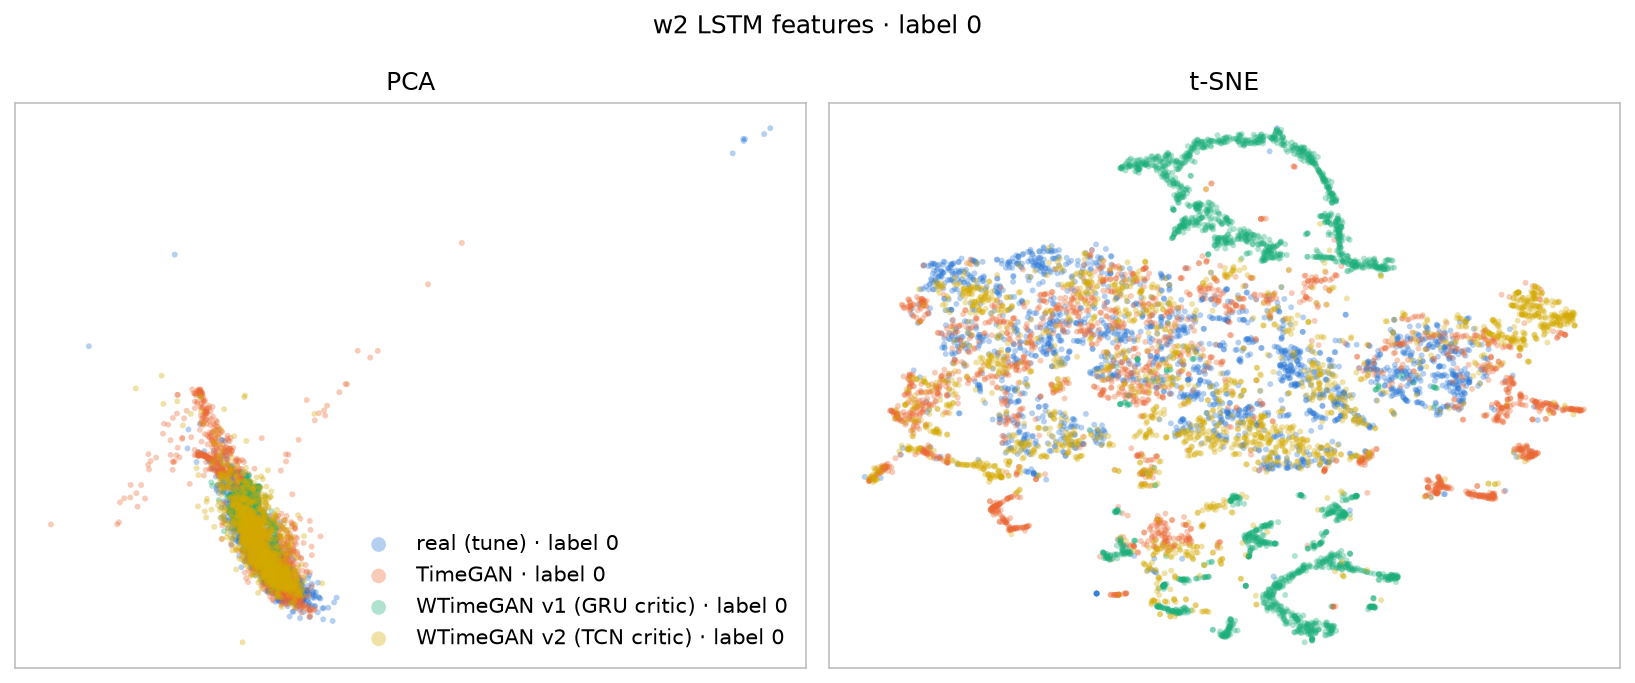 w2 LSTM features · label 0
PCA
t-SNE
real (tune) · label 0
TimeGAN · label 0
WTimeGAN v1 (GRU critic) · label 0
WTimeGAN v2 (TCN critic) · label 0